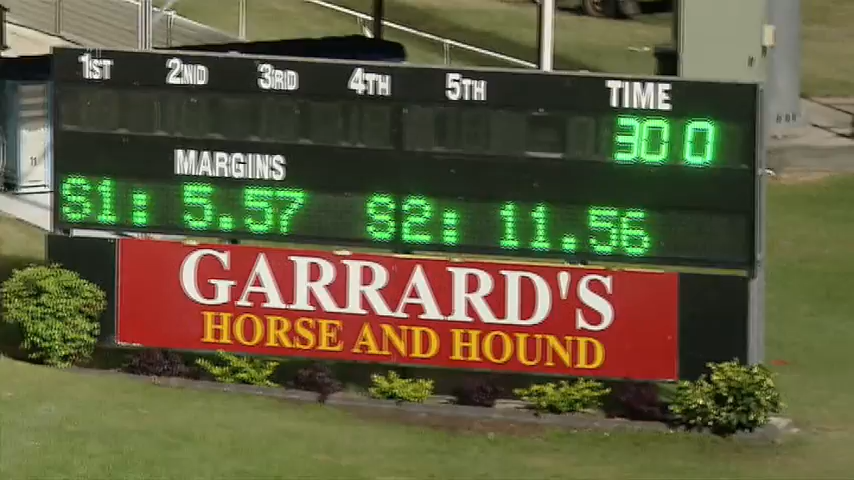 1ST 2ND 3RD 4TH 5TH TIME
30 0
MARGINS
S1: 5.57 S2: 11.56
GARRARD'S
HORSE AND HOUND
11